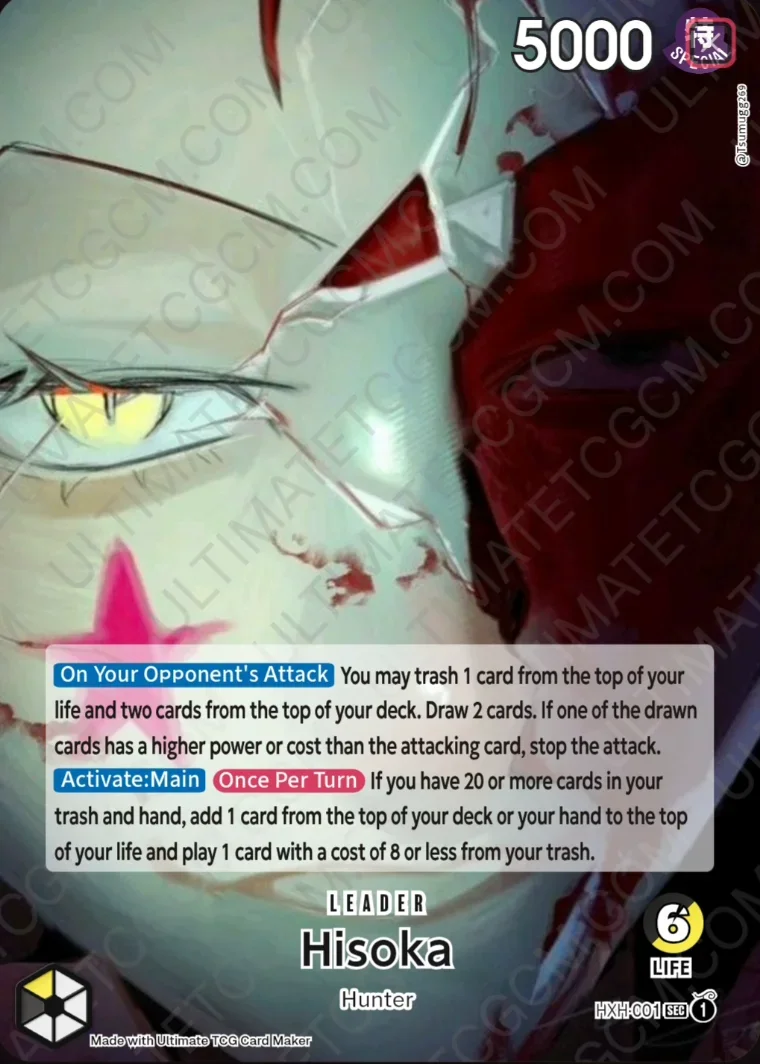 5000
SPECIAL
@Tsumugg269
On Your Opponent's Attack You may trash 1 card from the top of your
life and two cards from the top of your deck. Draw 2 cards. If one of the drawn
cards has a higher power or cost than the attacking card, stop the attack.
Activate:Main Once Per Turn If you have 20 or more cards in your
trash and hand, add 1 card from the top of your deck or your hand to the top
of your life and play 1 card with a cost of 8 or less from your trash.
LEADER
Hisoka
Hunter
6
LIFE
HXH-001 SEC 1
Made with Ultimate TCG Card Maker
ULTIMATETCGCM.COM